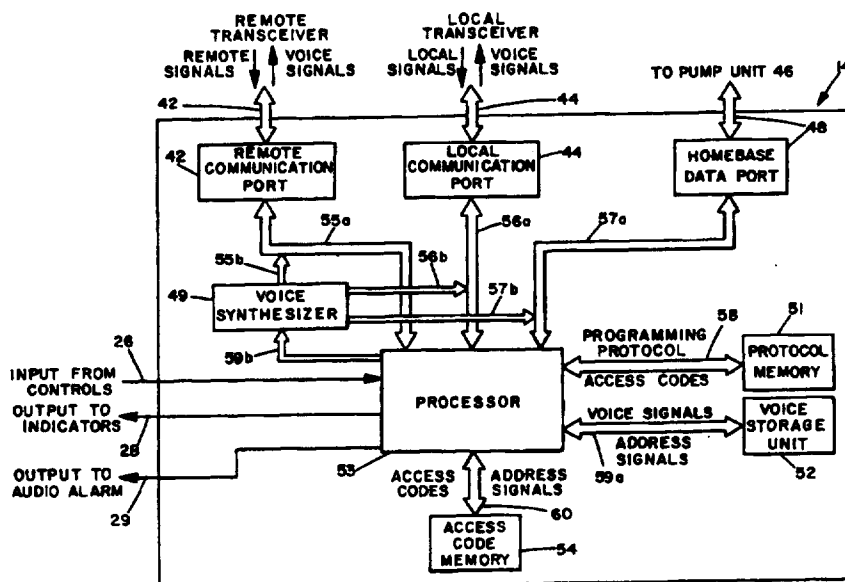 REMOTE TRANSCEIVER
LOCAL TRANSCEIVER
REMOTE SIGNALS
VOICE SIGNALS
LOCAL SIGNALS
VOICE SIGNALS
TO PUMP UNIT 46
42
44
48
42
REMOTE COMMUNICATION PORT
LOCAL COMMUNICATION PORT
44
HOMEBASE DATA PORT
55a
56a
57a
55b
56b
57b
49
VOICE SYNTHESIZER
59b
26
INPUT FROM CONTROLS
OUTPUT TO INDICATORS
28
OUTPUT TO AUDIO ALARM
29
PROCESSOR
53
PROGRAMMING PROTOCOL
58
ACCESS CODES
51
PROTOCOL MEMORY
VOICE SIGNALS
ADDRESS SIGNALS
59a
VOICE STORAGE UNIT
52
ACCESS CODES
ADDRESS SIGNALS
60
ACCESS CODE MEMORY
54